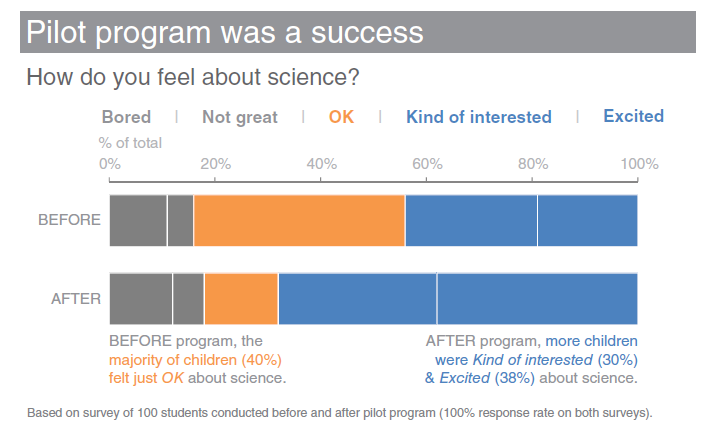 Pilot program was a success
How do you feel about science?
Bored | Not great | OK | Kind of interested | Excited
% of total
0% 20% 40% 60% 80% 100%
BEFORE
AFTER
BEFORE program, the
majority of children (40%)
felt just OK about science.
AFTER program, more children
were Kind of interested (30%)
& Excited (38%) about science.
Based on survey of 100 students conducted before and after pilot program (100% response rate on both surveys).